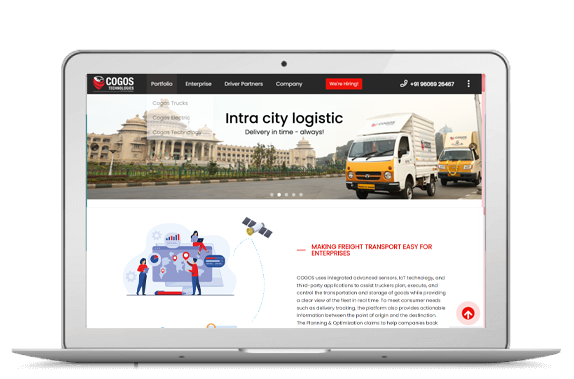 COGOS
TECHNOLOGIES
Portfolio
Enterprise
Driver Partners
Company
We're Hiring!
+91 96069 26467
Cogos Trucks
Cogos Electric
Cogos Technology
Intra city logistic
Delivery in time - always!
MAKING FREIGHT TRANSPORT EASY FOR
ENTERPRISES
COGOS uses integrated advanced sensors, IoT technology, and
third-party applications to assist truckers plan, execute, and
control the transportation and storage of goods while providing
a clear view of the fleet in real time. To meet consumer needs
such as delivery tracking, the platform also provides actionable
information between the point of origin and the destination.
The Planning & Optimization claims to help companies back